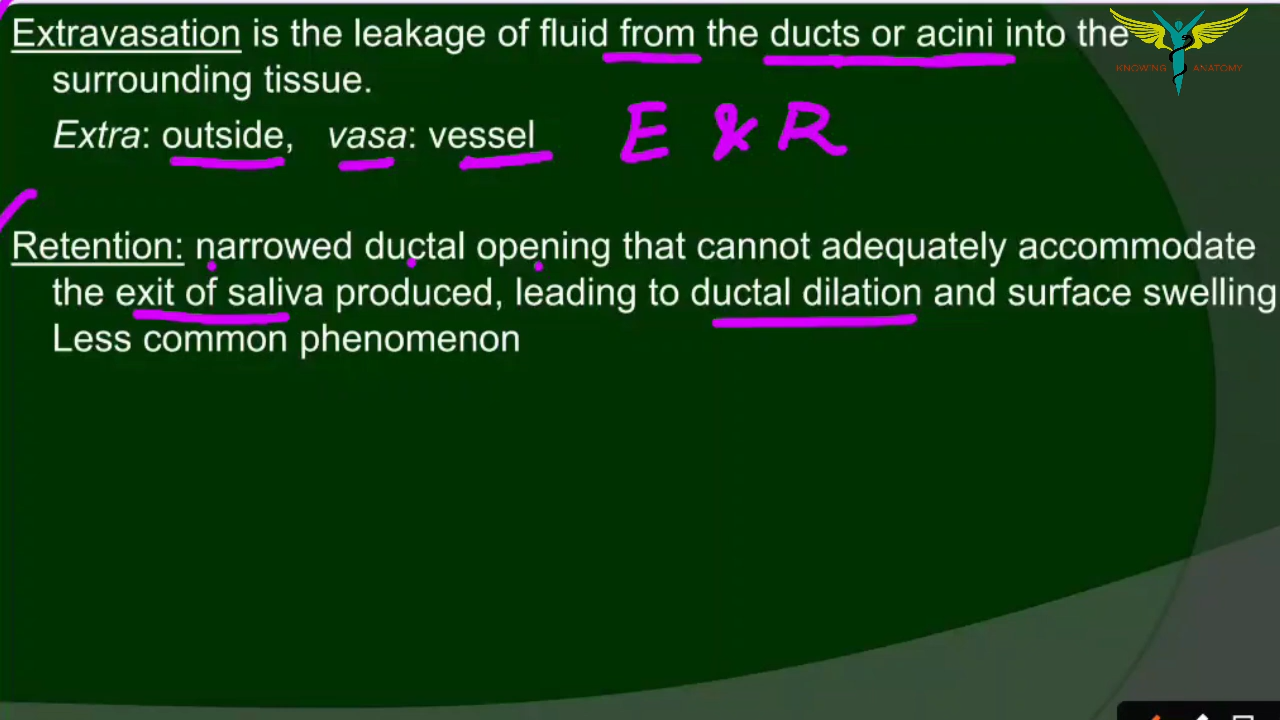 Extravasation is the leakage of fluid from the ducts or acini into the
surrounding tissue.
Extra: outside, vasa: vessel
E & R
Retention: narrowed ductal opening that cannot adequately accommodate
the exit of saliva produced, leading to ductal dilation and surface swelling
Less common phenomenon
KNOWING ANATOMY